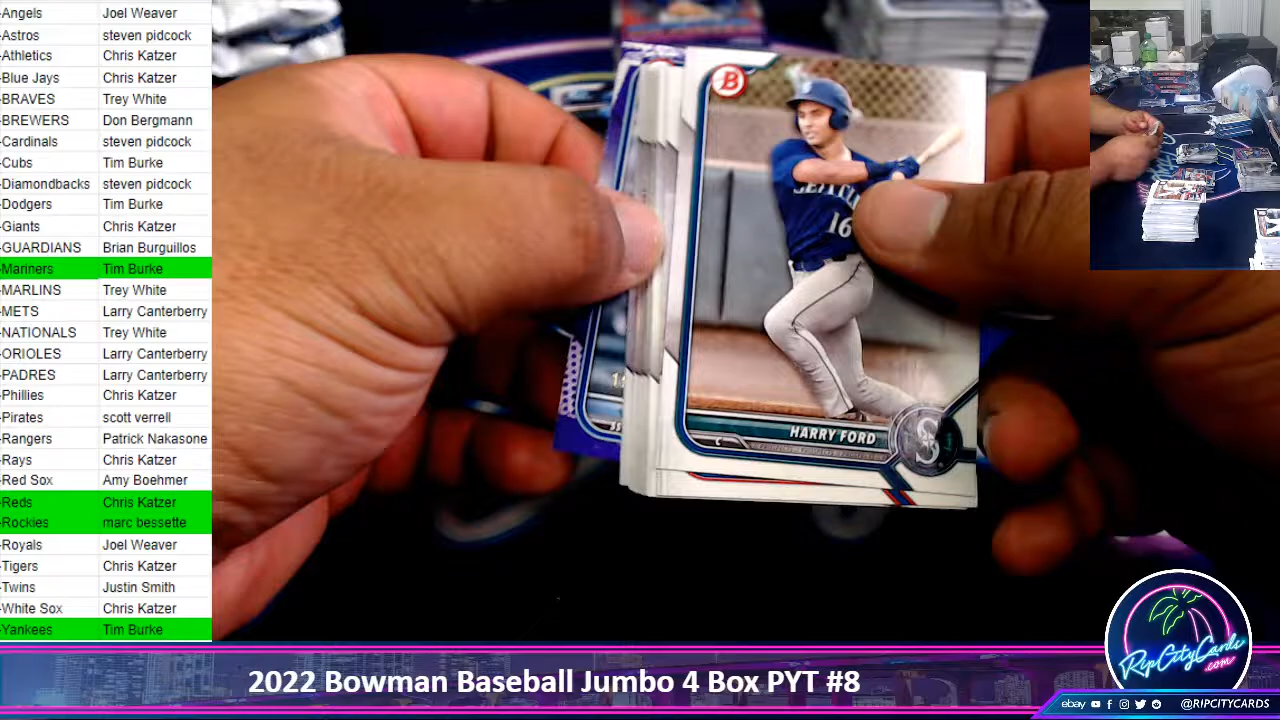 -Angels Joel Weaver
-Astros steven pidcock
-Athletics Chris Katzer
-Blue Jays Chris Katzer
-BRAVES Trey White
-BREWERS Don Bergmann
-Cardinals steven pidcock
-Cubs Tim Burke
-Diamondbacks steven pidcock
-Dodgers Tim Burke
-Giants Chris Katzer
-GUARDIANS Brian Burguillos
-Mariners Tim Burke
-MARLINS Trey White
-METS Larry Canterberry
-NATIONALS Trey White
-ORIOLES Larry Canterberry
-PADRES Larry Canterberry
-Phillies Chris Katzer
-Pirates scott verrell
-Rangers Patrick Nakasone
-Rays Chris Katzer
-Red Sox Amy Boehmer
-Reds Chris Katzer
-Rockies marc bessette
-Royals Joel Weaver
-Tigers Chris Katzer
-Twins Justin Smith
-White Sox Chris Katzer
-Yankees Tim Burke
B
SEATTLE
16
HARRY FORD
C
S
RipCityCards
.com
2022 Bowman Baseball Jumbo 4 Box PYT #8
ebay @RIPCITYCARDS